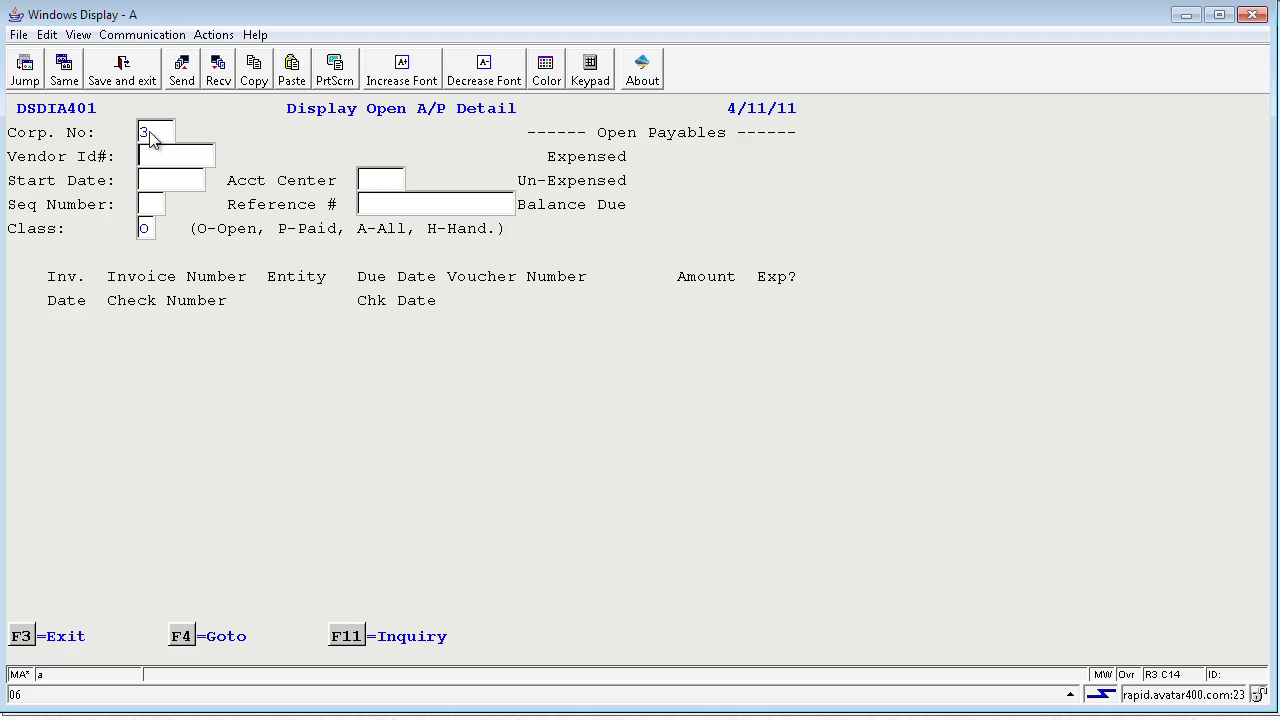 Windows Display - A
File Edit View Communication Actions Help
Jump Same Save and exit Send Recv Copy Paste PrtScrn A+ Increase Font A- Decrease Font Color Keypad About
DSDIA401 Display Open A/P Detail 4/11/11
Corp. No: 3 ------ Open Payables ------
Vendor Id#: Expensed
Start Date: Acct Center Un-Expensed
Seq Number: Reference # Balance Due
Class: O (O-Open, P-Paid, A-All, H-Hand.)
Inv. Invoice Number Entity Due Date Voucher Number Amount Exp?
Date Check Number Chk Date
F3=Exit F4=Goto F11=Inquiry
MA* a MW Ovr R3 C14 ID:
06 rapid.avatar400.com:23